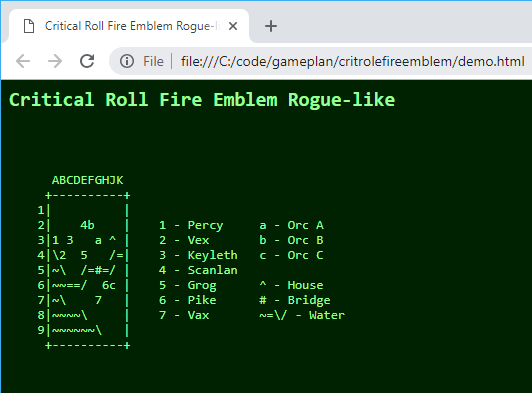 Critical Roll Fire Emblem Rogue-lik
File | file:///C:/code/gameplan/critrolefireemblem/demo.html
Critical Roll Fire Emblem Rogue-like
  ABCDEFGHJK
 +----------+
1|          |
2|    4b    |    1 - Percy     a - Orc A
3|1 3   a ^ |    2 - Vex       b - Orc B
4|\2  5   /=|    3 - Keyleth   c - Orc C
5|~\  /=#=/ |    4 - Scanlan
6|~~==/  6c |    5 - Grog      ^ - House
7|~\    7   |    6 - Pike      # - Bridge
8|~~~~\     |    7 - Vax       ~=\/ - Water
9|~~~~~~\   |
 +----------+